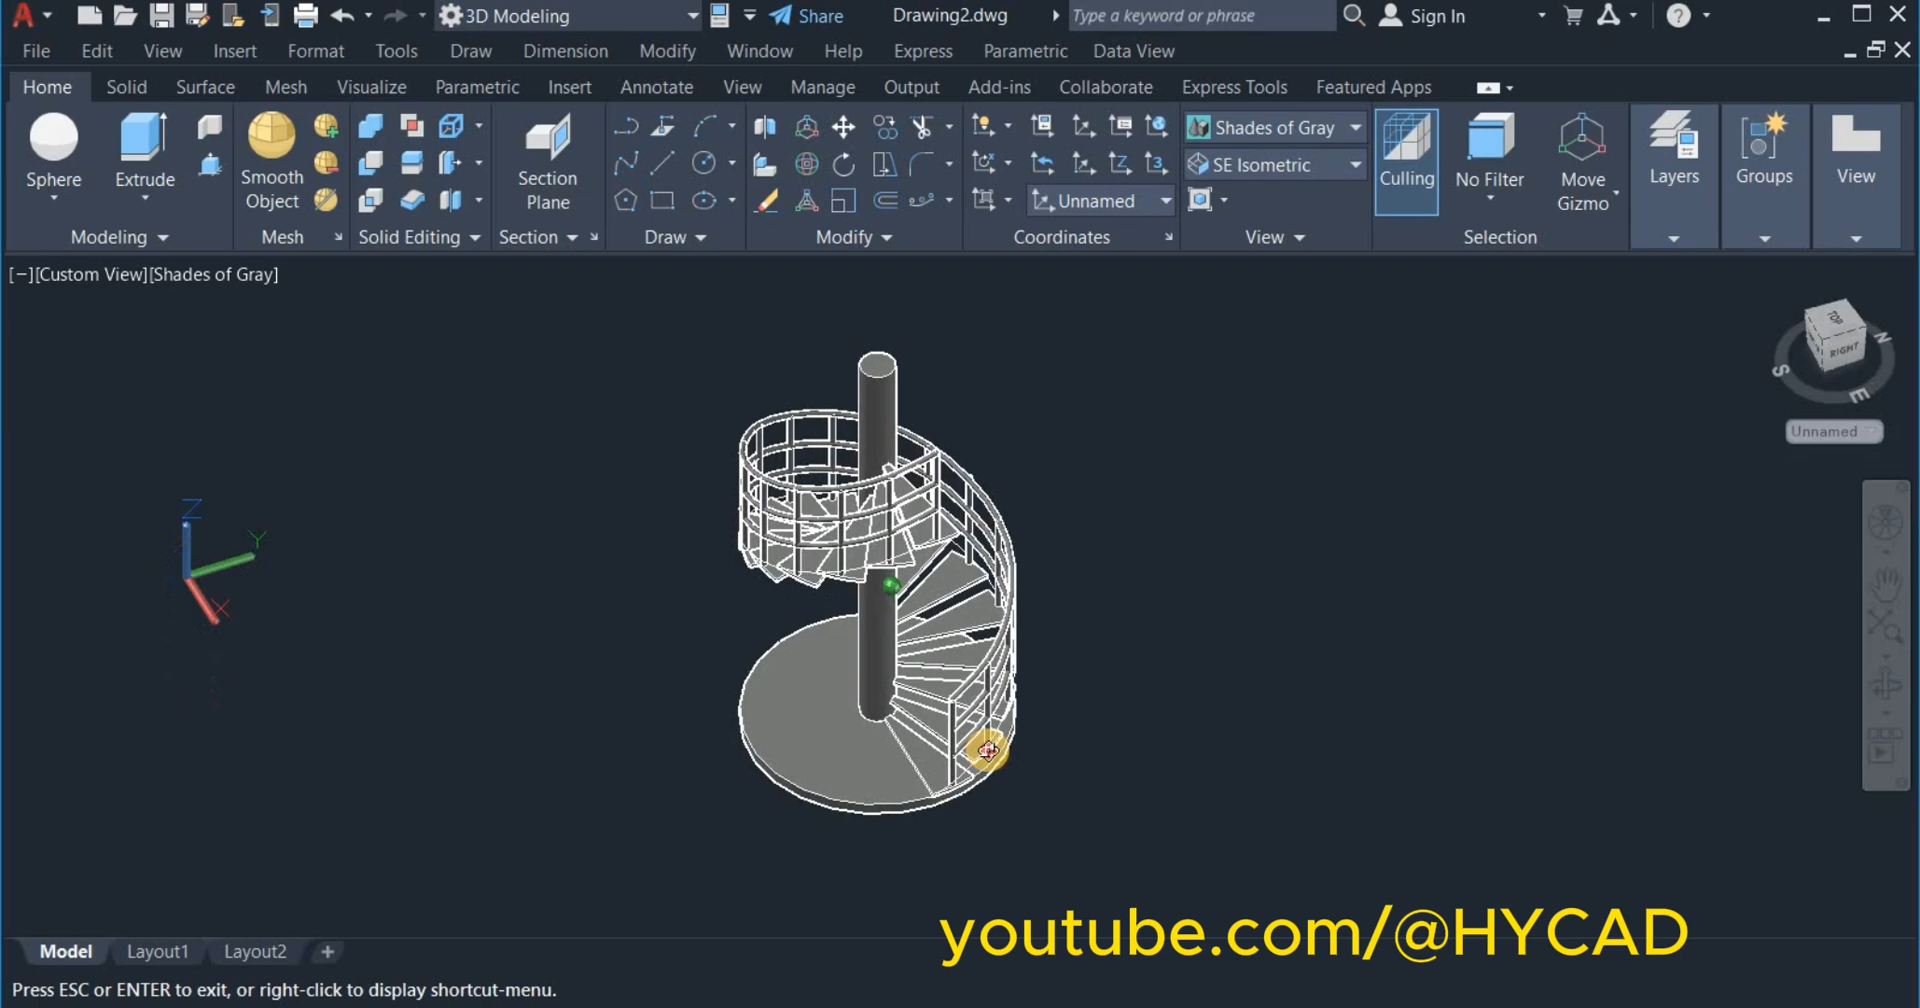 3D Modeling Share Drawing2.dwg Type a keyword or phrase Sign In
File Edit View Insert Format Tools Draw Dimension Modify Window Help Express Parametric Data View
Home Solid Surface Mesh Visualize Parametric Insert Annotate View Manage Output Add-ins Collaborate Express Tools Featured Apps
Sphere
Extrude
Smooth
Object
Section
Plane
Unnamed
Shades of Gray
SE Isometric
Culling
No Filter
Move
Gizmo
Layers
Groups
View
Modeling Mesh Solid Editing Section Draw Modify Coordinates View Selection
[−][Custom View][Shades of Gray]
TOP
RIGHT
N
S
E
Unnamed
Z
Y
X
youtube.com/@HYCAD
Model Layout1 Layout2 +
Press ESC or ENTER to exit, or right-click to display shortcut-menu.